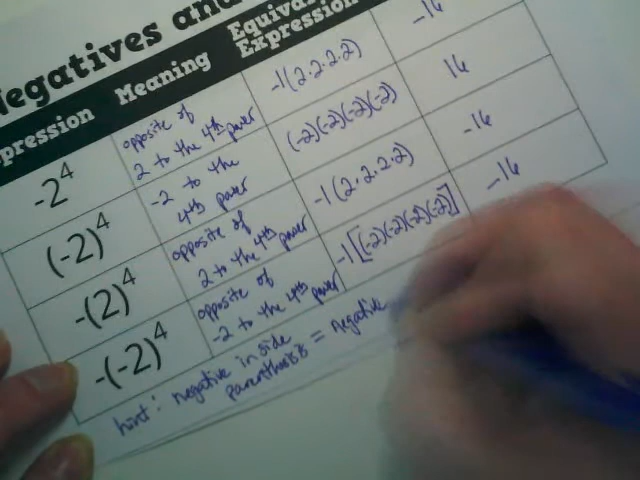 Negatives and
Expression Meaning Equivalent Expression
-2⁴ opposite of 2 to the 4th power -1(2·2·2·2) -16
(-2)⁴ -2 to the 4th power (-2)(-2)(-2)(-2) 16
-(2)⁴ opposite of 2 to the 4th power -1(2·2·2·2) -16
-(-2)⁴ opposite of -2 to the 4th power -1[(-2)(-2)(-2)(-2)] -16
hint: negative inside
= negative